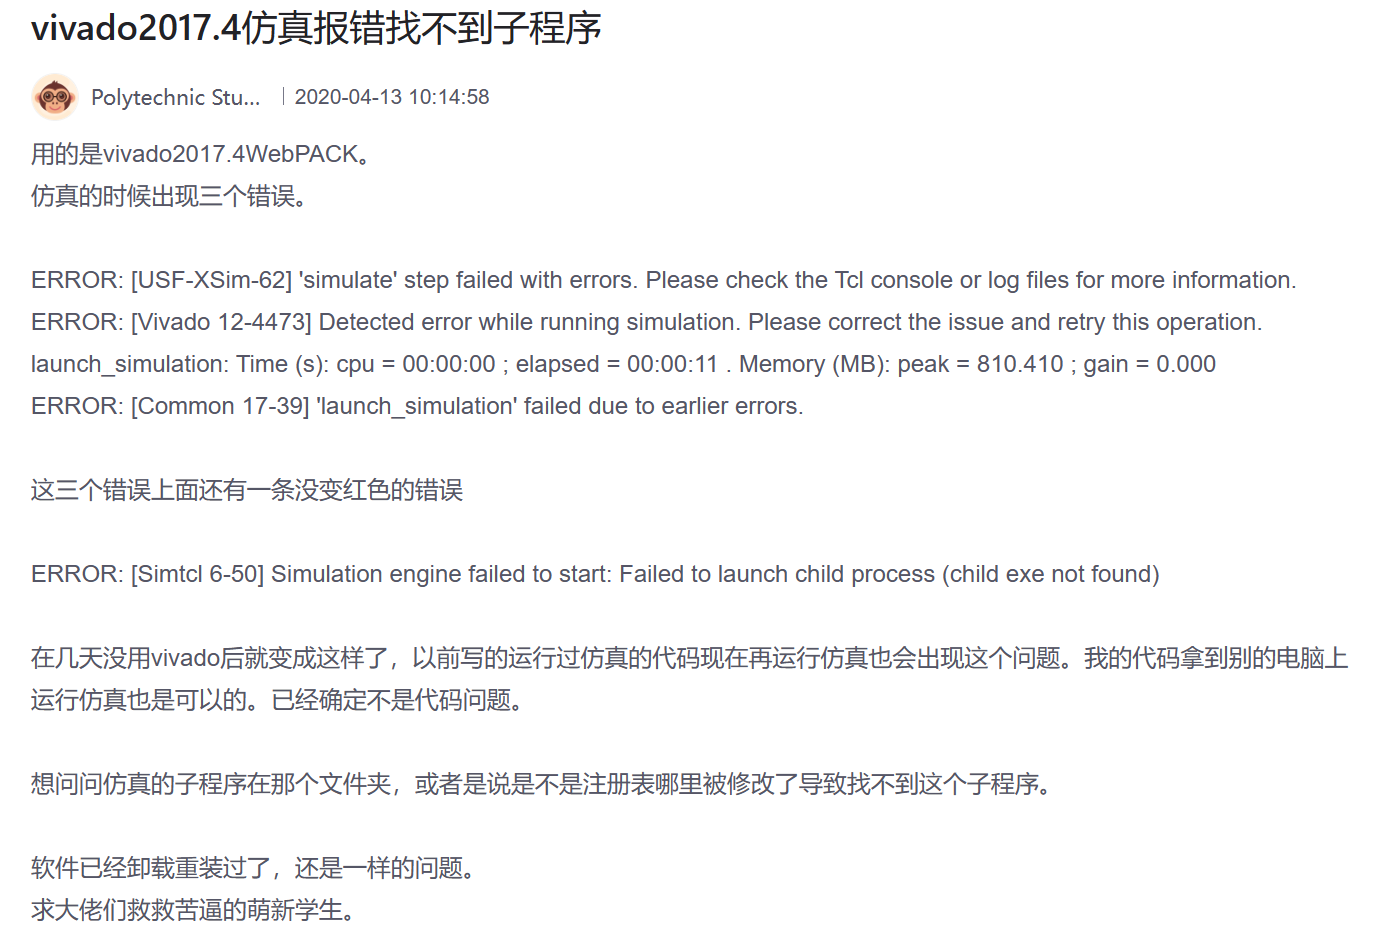 vivado2017.4仿真报错找不到子程序
Polytechnic Stu... | 2020-04-13 10:14:58
用的是vivado2017.4WebPACK。
仿真的时候出现三个错误。
ERROR: [USF-XSim-62] 'simulate' step failed with errors. Please check the Tcl console or log files for more information.
ERROR: [Vivado 12-4473] Detected error while running simulation. Please correct the issue and retry this operation.
launch_simulation: Time (s): cpu = 00:00:00 ; elapsed = 00:00:11 . Memory (MB): peak = 810.410 ; gain = 0.000
ERROR: [Common 17-39] 'launch_simulation' failed due to earlier errors.
这三个错误上面还有一条没变红色的错误
ERROR: [Simtcl 6-50] Simulation engine failed to start: Failed to launch child process (child exe not found)
在几天没用vivado后就变成这样了，以前写的运行过仿真的代码现在再运行仿真也会出现这个问题。我的代码拿到别的电脑上
运行仿真也是可以的。已经确定不是代码问题。
想问问仿真的子程序在那个文件夹，或者是说是不是注册表哪里被修改了导致找不到这个子程序。
软件已经卸载重装过了，还是一样的问题。
求大佬们救救苦逼的萌新学生。